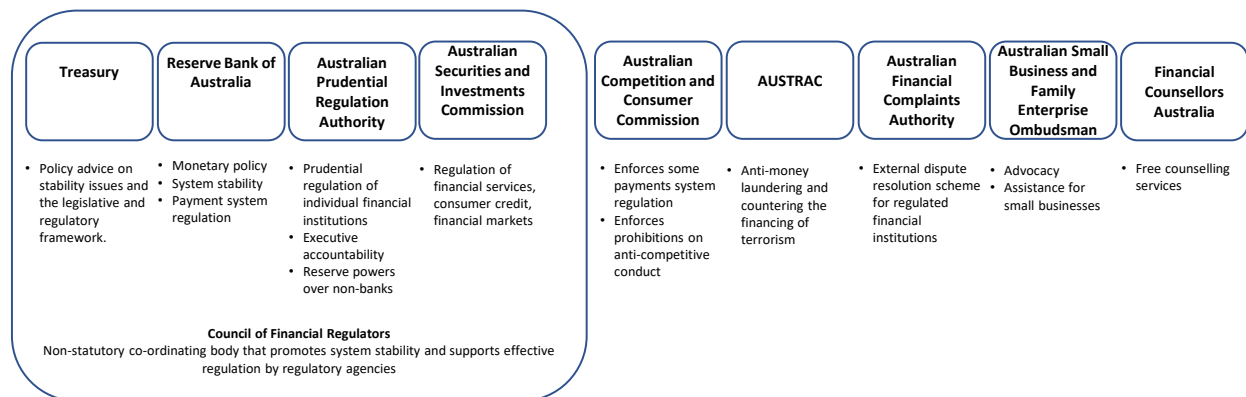 Treasury
Reserve Bank of
Australia
Australian
Prudential
Regulation
Authority
Australian
Securities and
Investments
Commission
Australian
Competition and
Consumer
Commission
AUSTRAC
Australian
Financial
Complaints
Authority
Australian Small
Business and
Family
Enterprise
Ombudsman
Financial
Counsellors
Australia
• Policy advice on
stability issues and
the legislative and
regulatory
framework.
• Monetary policy
• System stability
• Payment system
regulation
• Prudential
regulation of
individual financial
institutions
• Executive
accountability
• Reserve powers
over non-banks
• Regulation of
financial services,
consumer credit,
financial markets
• Enforces some
payments system
regulation
• Enforces
prohibitions on
anti-competitive
conduct
• Anti-money
laundering and
countering the
financing of
terrorism
• External dispute
resolution scheme
for regulated
financial
institutions
• Advocacy
• Assistance for
small businesses
• Free counselling
services
Council of Financial Regulators
Non-statutory co-ordinating body that promotes system stability and supports effective
regulation by regulatory agencies